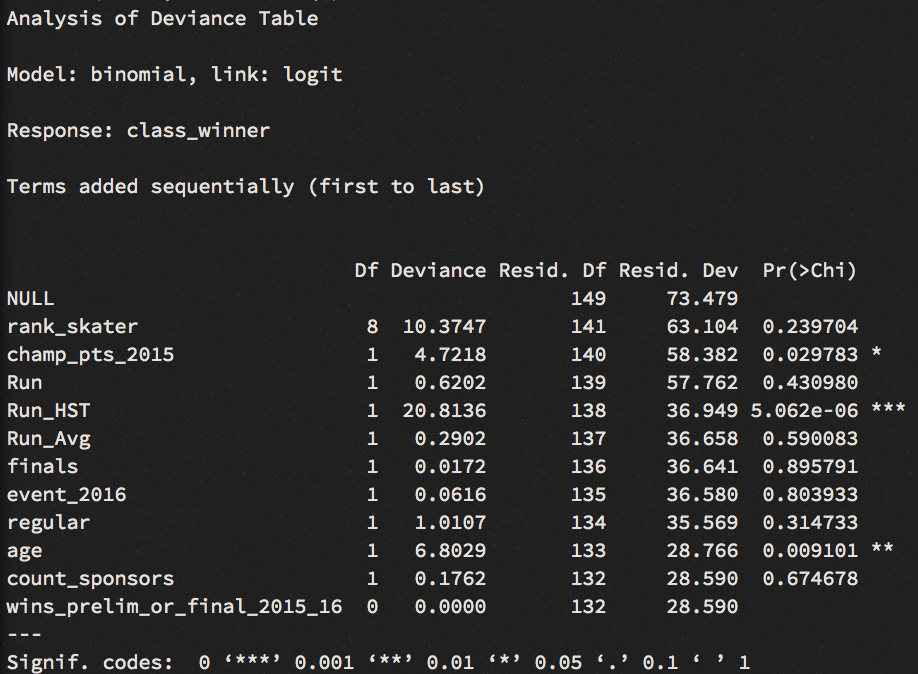 Analysis of Deviance Table
Model: binomial, link: logit
Response: class_winner
Terms added sequentially (first to last)
Df Deviance Resid. Df Resid. Dev Pr(>Chi)
NULL 149 73.479
rank_skater 8 10.3747 141 63.104 0.239704
champ_pts_2015 1 4.7218 140 58.382 0.029783 *
Run 1 0.6202 139 57.762 0.430980
Run_HST 1 20.8136 138 36.949 5.062e-06 ***
Run_Avg 1 0.2902 137 36.658 0.590083
finals 1 0.0172 136 36.641 0.895791
event_2016 1 0.0616 135 36.580 0.803933
regular 1 1.0107 134 35.569 0.314733
age 1 6.8029 133 28.766 0.009101 **
count_sponsors 1 0.1762 132 28.590 0.674678
wins_prelim_or_final_2015_16 0 0.0000 132 28.590
---
Signif. codes: 0 ‘***’ 0.001 ‘**’ 0.01 ‘*’ 0.05 ‘.’ 0.1 ‘ ’ 1